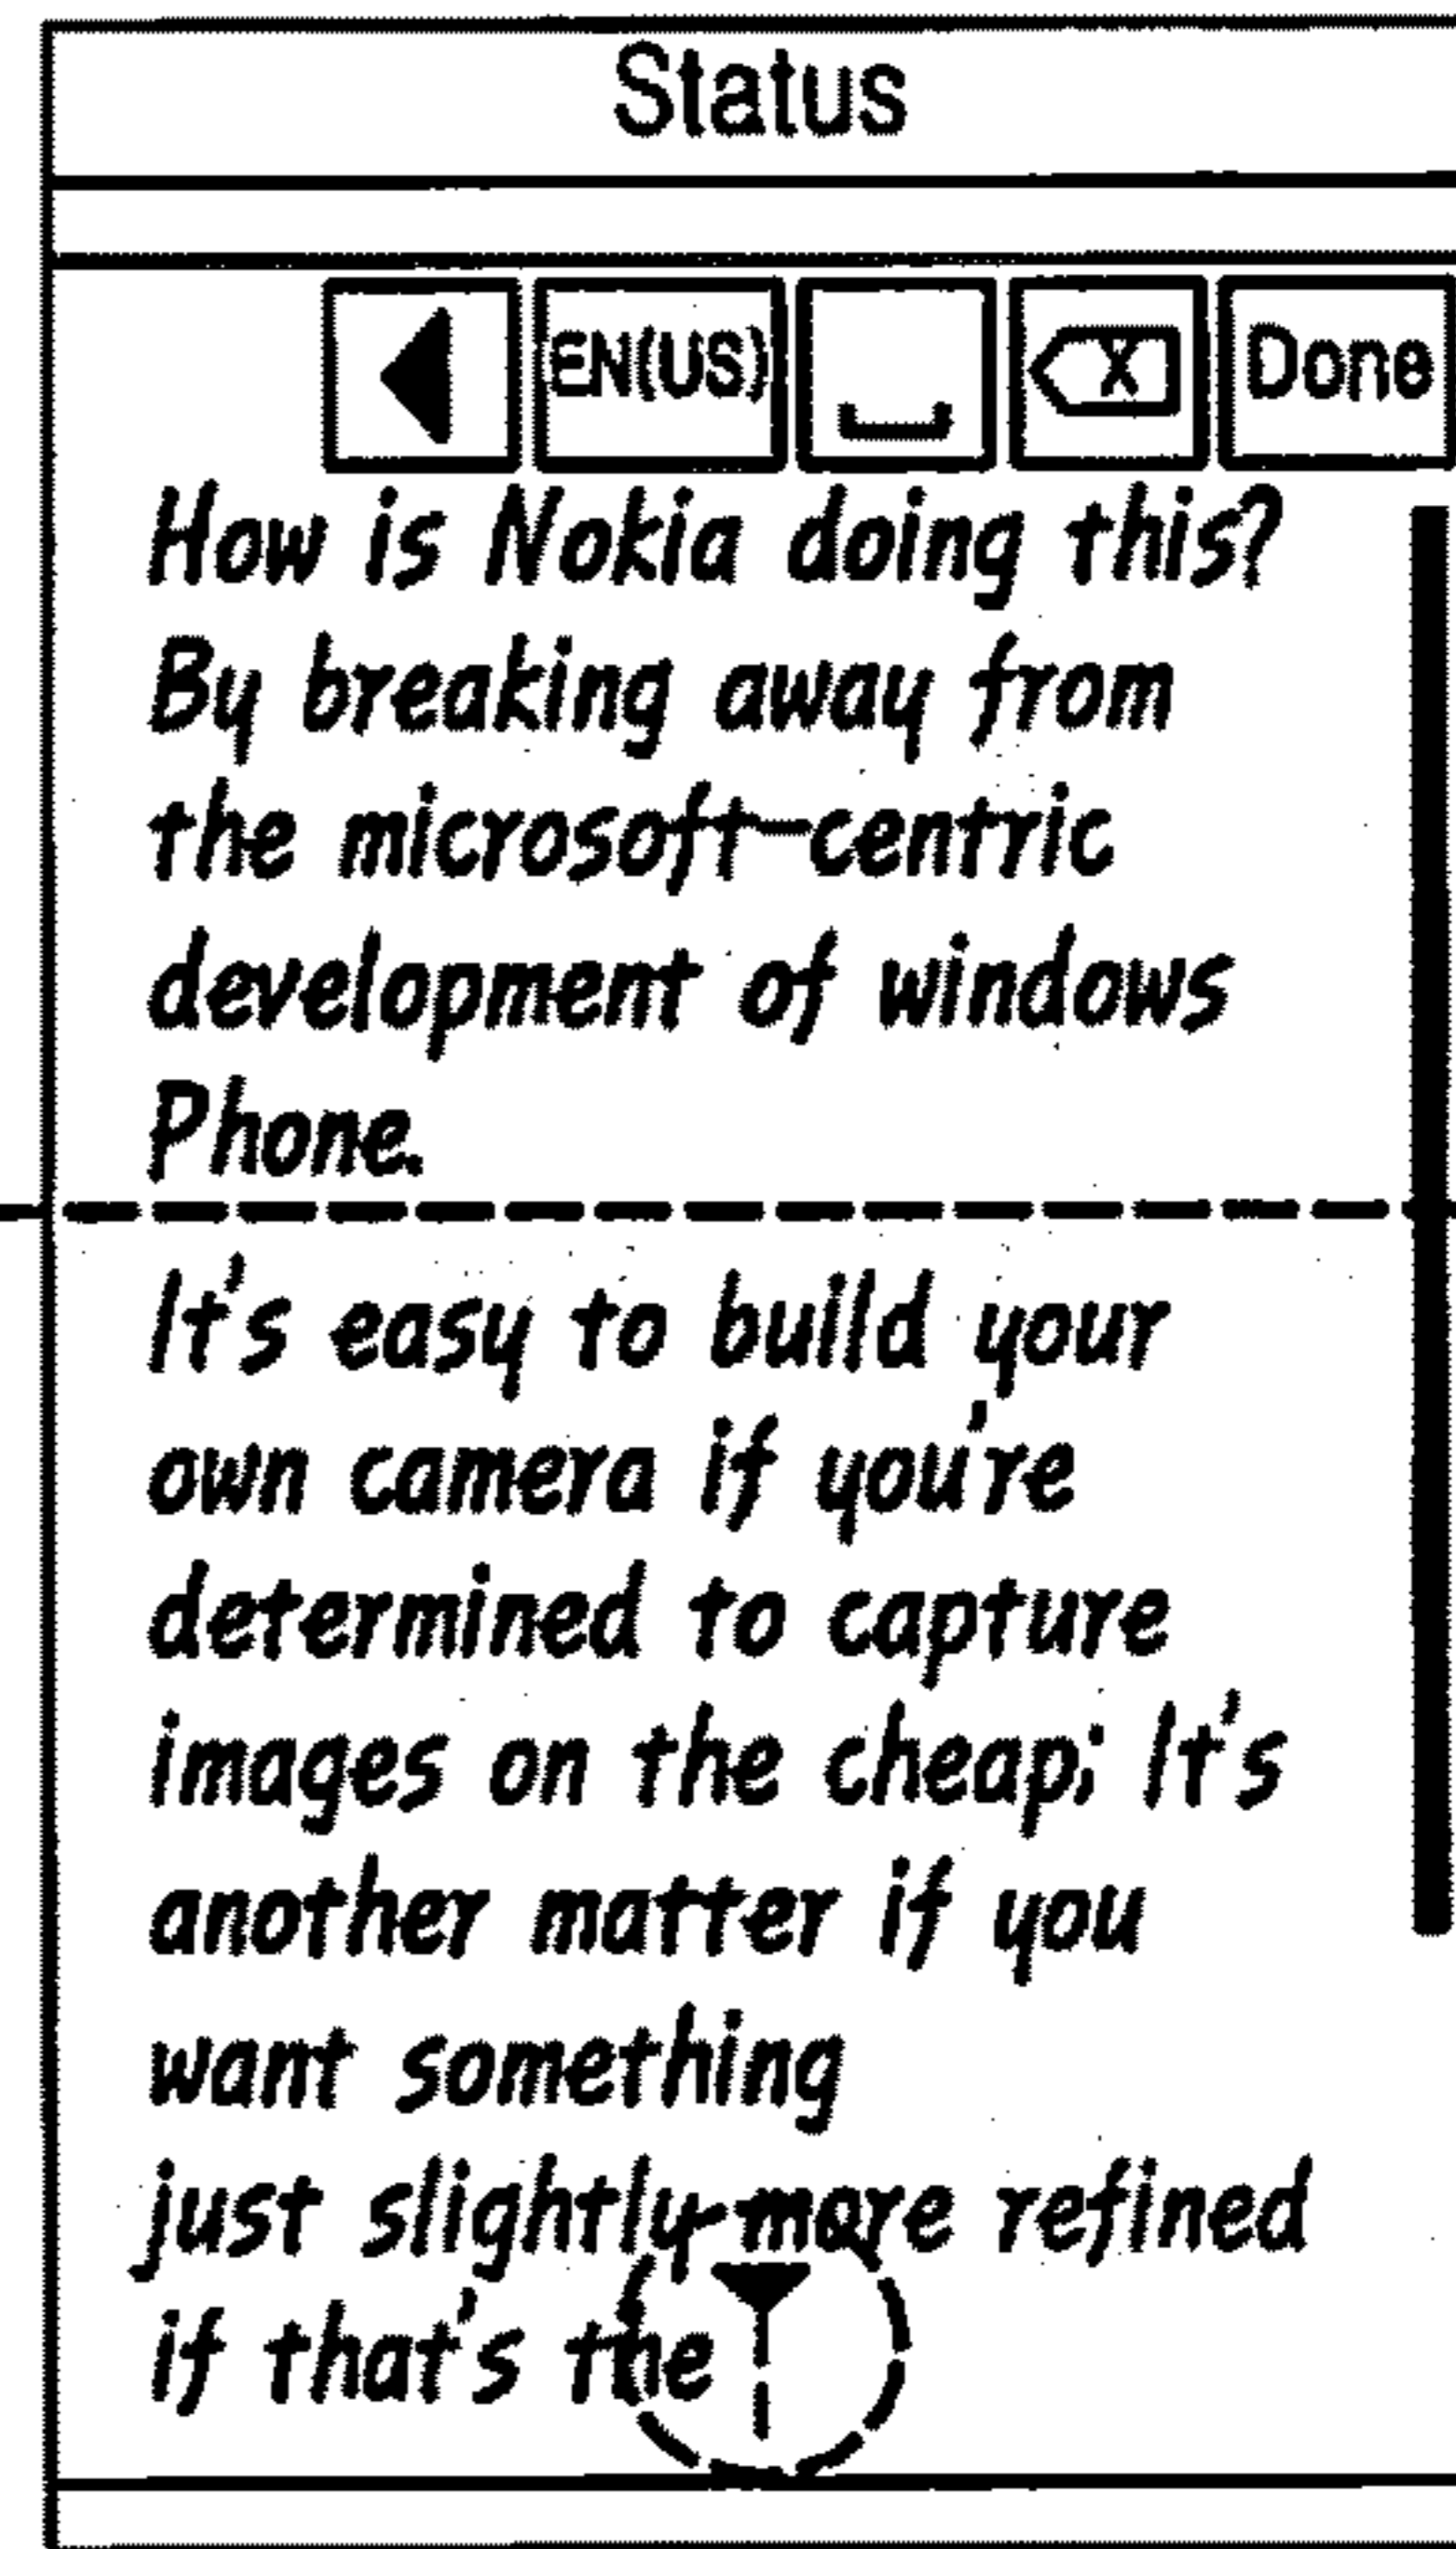 Status
EN(US) X Done
How is Nokia doing this?
By breaking away from
the microsoft-centric
development of windows
Phone.
It's easy to build your
own camera if you're
determined to capture
images on the cheap; It's
another matter if you
want something
just slightly more refined
if that's the